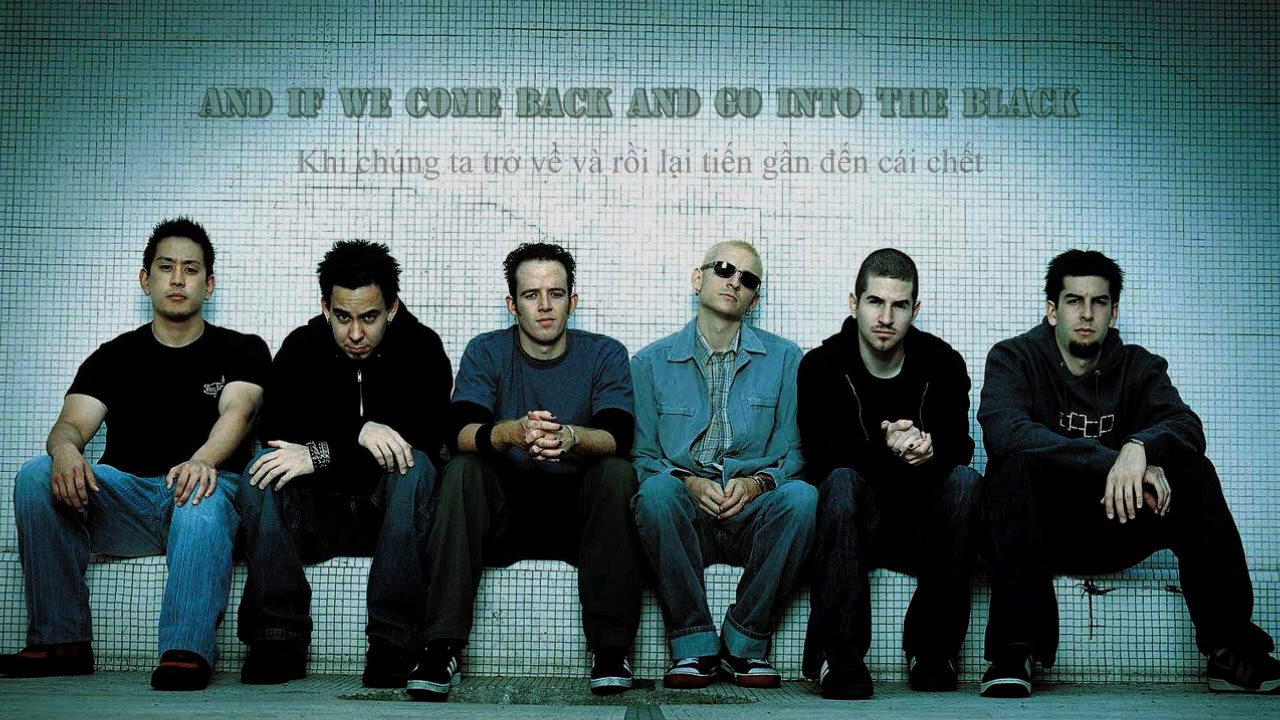 AND IF WE COME BACK AND GO INTO THE BLACK
Khi chúng ta trở về và rồi lại tiến gần đến cái chết